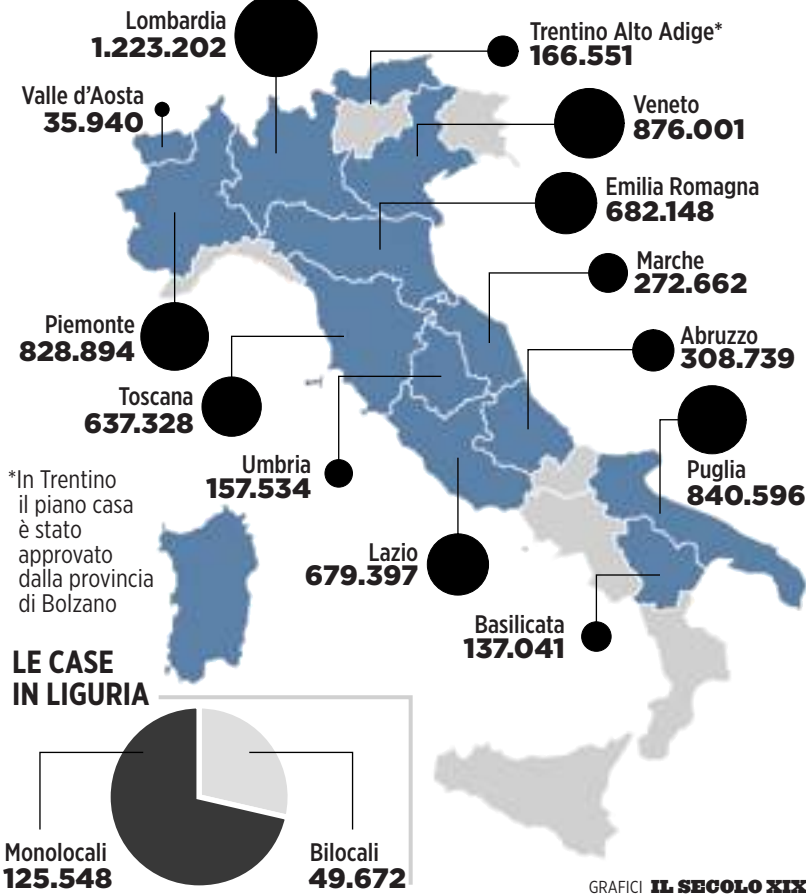 Lombardia
1.223.202
Trentino Alto Adige*
166.551
Valle d'Aosta
35.940
Veneto
876.001
Emilia Romagna
682.148
Marche
272.662
Piemonte
828.894
Abruzzo
308.739
Toscana
637.328
Umbria
157.534
Puglia
840.596
*In Trentino
il piano casa
è stato
approvato
dalla provincia
di Bolzano
Lazio
679.397
Basilicata
137.041
LE CASE
IN LIGURIA
Monolocali
125.548
Bilocali
49.672
GRAFICI IL SECOLO XIX